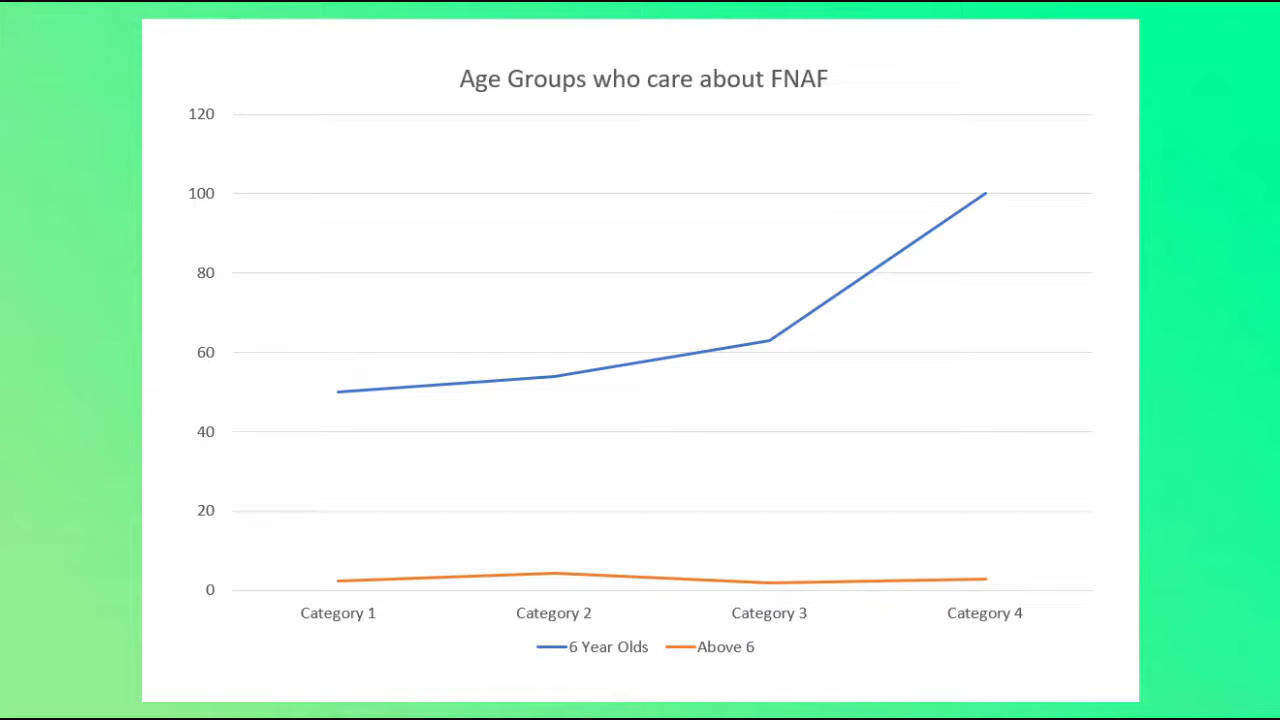 Age Groups who care about FNAF
120
100
80
60
40
20
0
Category 1 Category 2 Category 3 Category 4
6 Year Olds Above 6